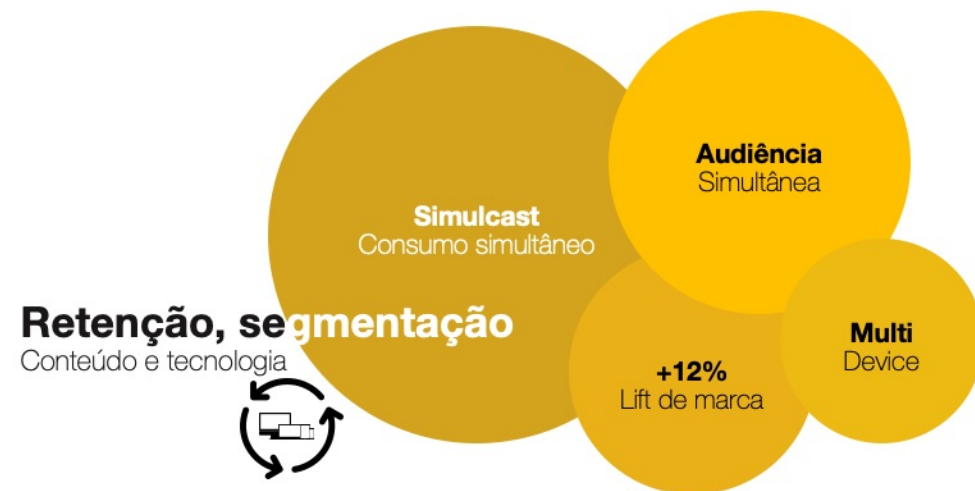 Audiência
Simultânea
Simulcast
Consumo simultâneo
Retenção, segmentação
Conteúdo e tecnologia
Multi
Device
+12%
Lift de marca